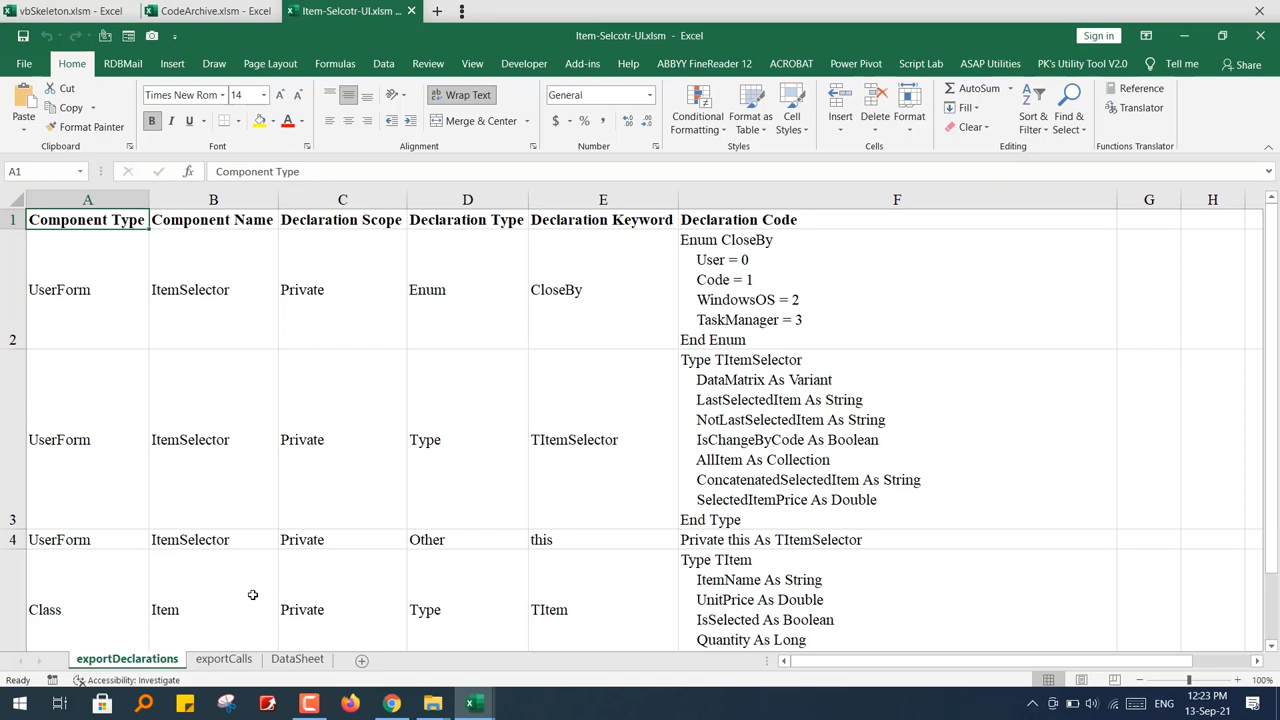 vbSkeleton.xlsm - Excel
CodeArchive.xlsm - Excel
Item-Selcotr-UI.xlsm ...
Item-Selcotr-UI.xlsm - Excel
Sign in
File Home RDBMail Insert Draw Page Layout Formulas Data Review View Developer Add-ins Help ABBYY FineReader 12 ACROBAT Power Pivot Script Lab ASAP Utilities PK's Utility Tool V2.0 Tell me Share
Paste
Cut
Copy
Format Painter
Times New Rom
14
B I U
Wrap Text
Merge & Center
General
$ % ,
Conditional Formatting
Format as Table
Cell Styles
Insert
Delete
Format
AutoSum
Fill
Clear
Sort & Filter
Find & Select
Reference
Translator
Clipboard Font Alignment Number Styles Cells Editing Functions Translator
A1
fx
Component Type
A B C D E F G H
1 Component Type Component Name Declaration Scope Declaration Type Declaration Keyword Declaration Code
2 UserForm ItemSelector Private Enum CloseBy
Enum CloseBy
User = 0
Code = 1
WindowsOS = 2
TaskManager = 3
End Enum
3 UserForm ItemSelector Private Type TItemSelector
Type TItemSelector
DataMatrix As Variant
LastSelectedItem As String
NotLastSelectedItem As String
IsChangeByCode As Boolean
AllItem As Collection
ConcatenatedSelectedItem As String
SelectedItemPrice As Double
End Type
4 UserForm ItemSelector Private Other this Private this As TItemSelector
Class Item Private Type TItem
Type TItem
ItemName As String
UnitPrice As Double
IsSelected As Boolean
Quantity As Long
exportDeclarations exportCalls DataSheet
Ready
Accessibility: Investigate
100%
ENG
12:23 PM
13-Sep-21